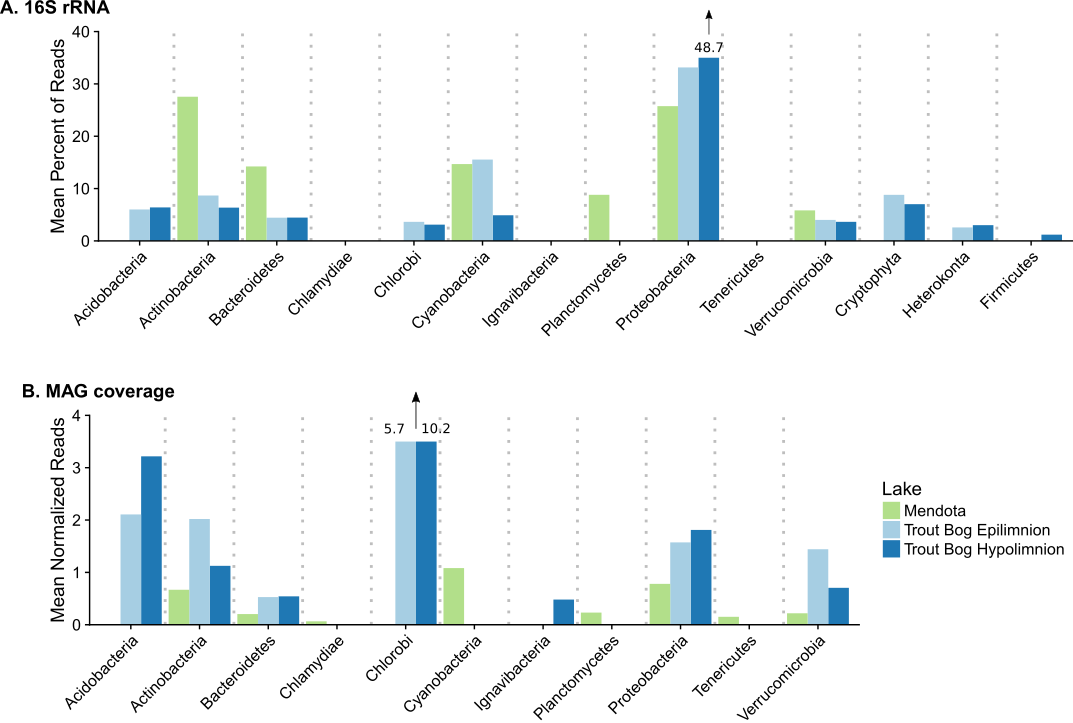 A. 16S rRNA
Mean Percent of Reads
40
30
20
10
0
48.7
Acidobacteria
Actinobacteria
Bacteroidetes
Chlamydiae
Chlorobi
Cyanobacteria
Ignavibacteria
Planctomycetes
Proteobacteria
Tenericutes
Verrucomicrobia
Cryptophyta
Heterokonta
Firmicutes
B. MAG coverage
Mean Normalized Reads
4
3
2
1
0
5.7 10.2
Acidobacteria
Actinobacteria
Bacteroidetes
Chlamydiae
Chlorobi
Cyanobacteria
Ignavibacteria
Planctomycetes
Proteobacteria
Tenericutes
Verrucomicrobia
Lake
Mendota
Trout Bog Epilimnion
Trout Bog Hypolimnion